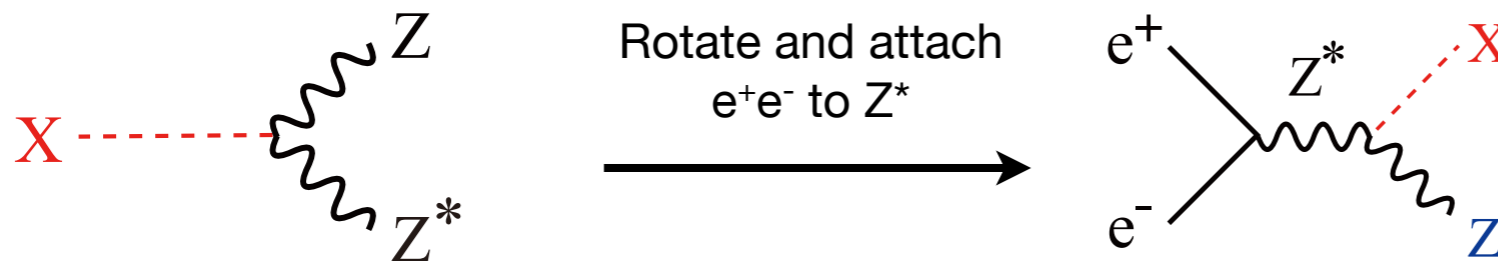 X
Z
Z*
Rotate and attach
e⁺e⁻ to Z*
e⁺
e⁻
Z*
X
Z